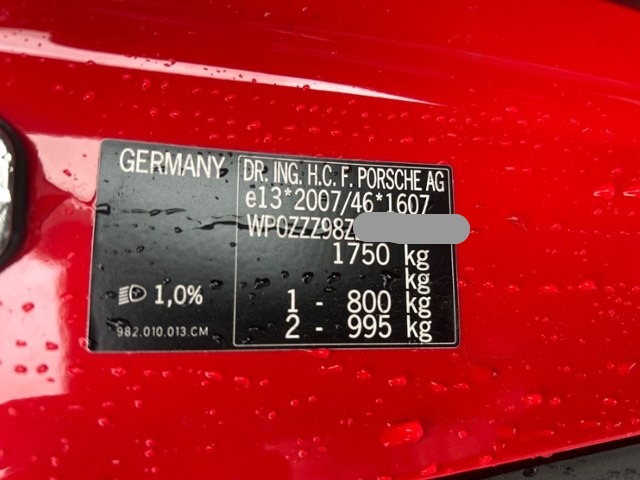 GERMANY
DR. ING. H.C. F. PORSCHE AG
e13*2007/46*1607
WP0ZZZ98Z
1750 kg
kg
1 - 800 kg
2 - 995 kg
1,0%
982.010.013.CM